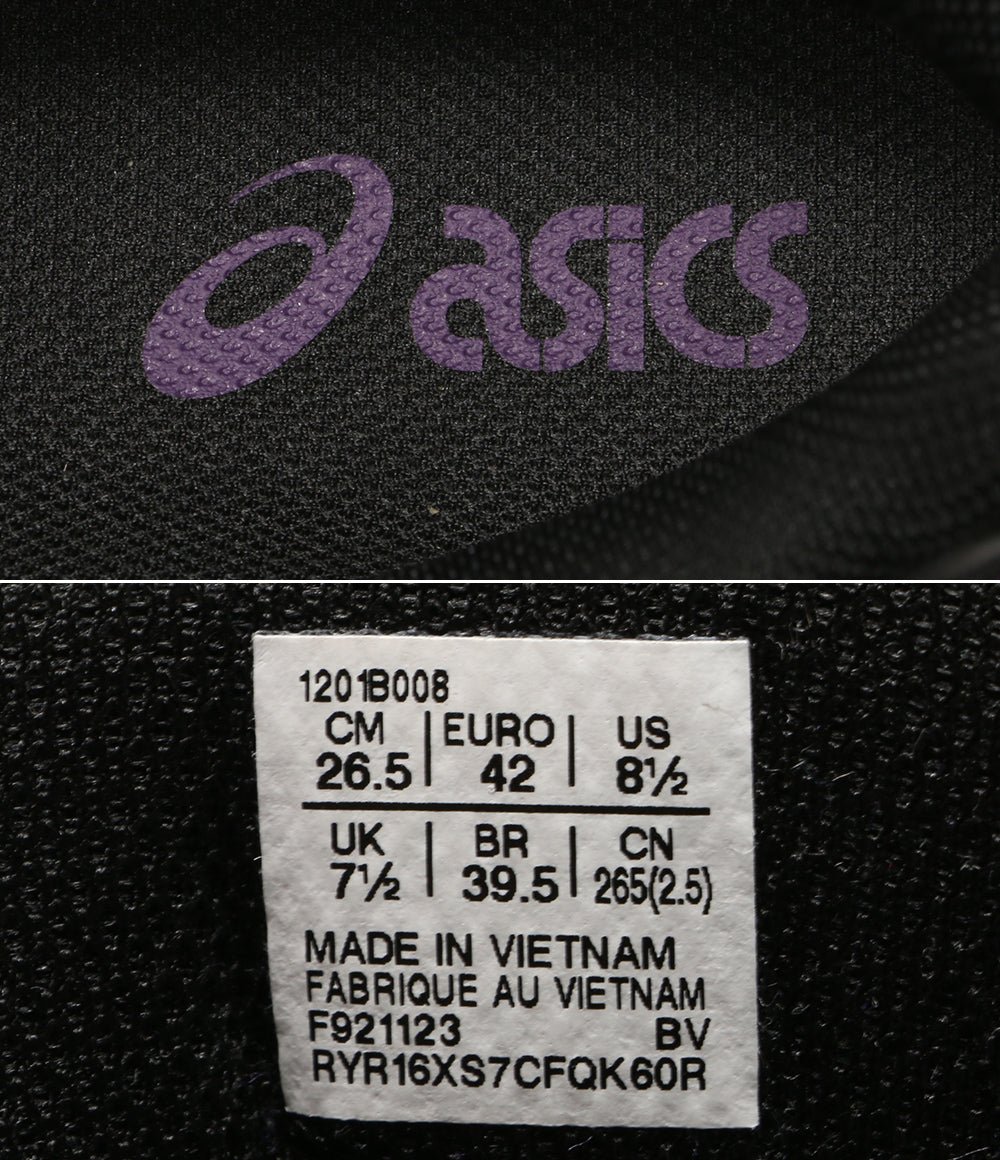 asics
1201B008
CM | EURO | US
26.5 | 42 | 8½
UK | BR | CN
7½ | 39.5 | 265(2.5)
MADE IN VIETNAM
FABRIQUE AU VIETNAM
F921123 BV
RYR16XS7CFQK60R